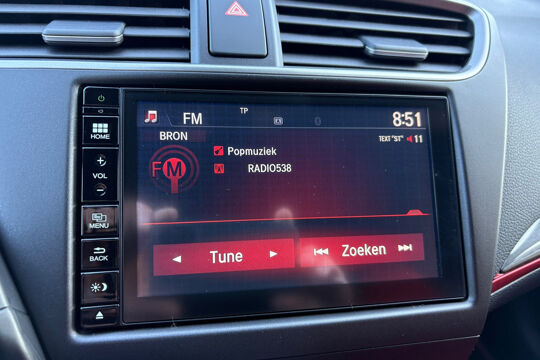 FM
TP
8:51
BRON
TEXT "ST"
11
Popmuziek
RADIO538
FM
Tune
Zoeken
HOME
+
VOL
-
MENU
BACK